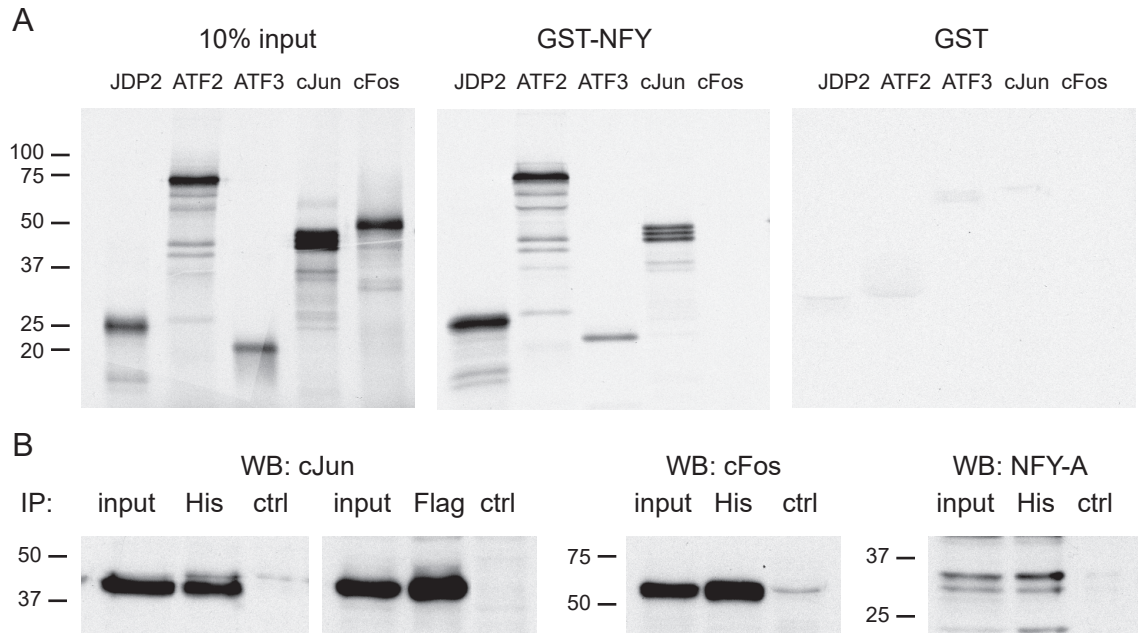 A
10% input GST-NFY GST
JDP2 ATF2 ATF3 cJun cFos JDP2 ATF2 ATF3 cJun cFos JDP2 ATF2 ATF3 cJun cFos
100
75
50
37
25
20
B
WB: cJun WB: cFos WB: NFY-A
IP: input His ctrl input Flag ctrl input His ctrl input His ctrl
50 75 37
37 50 25